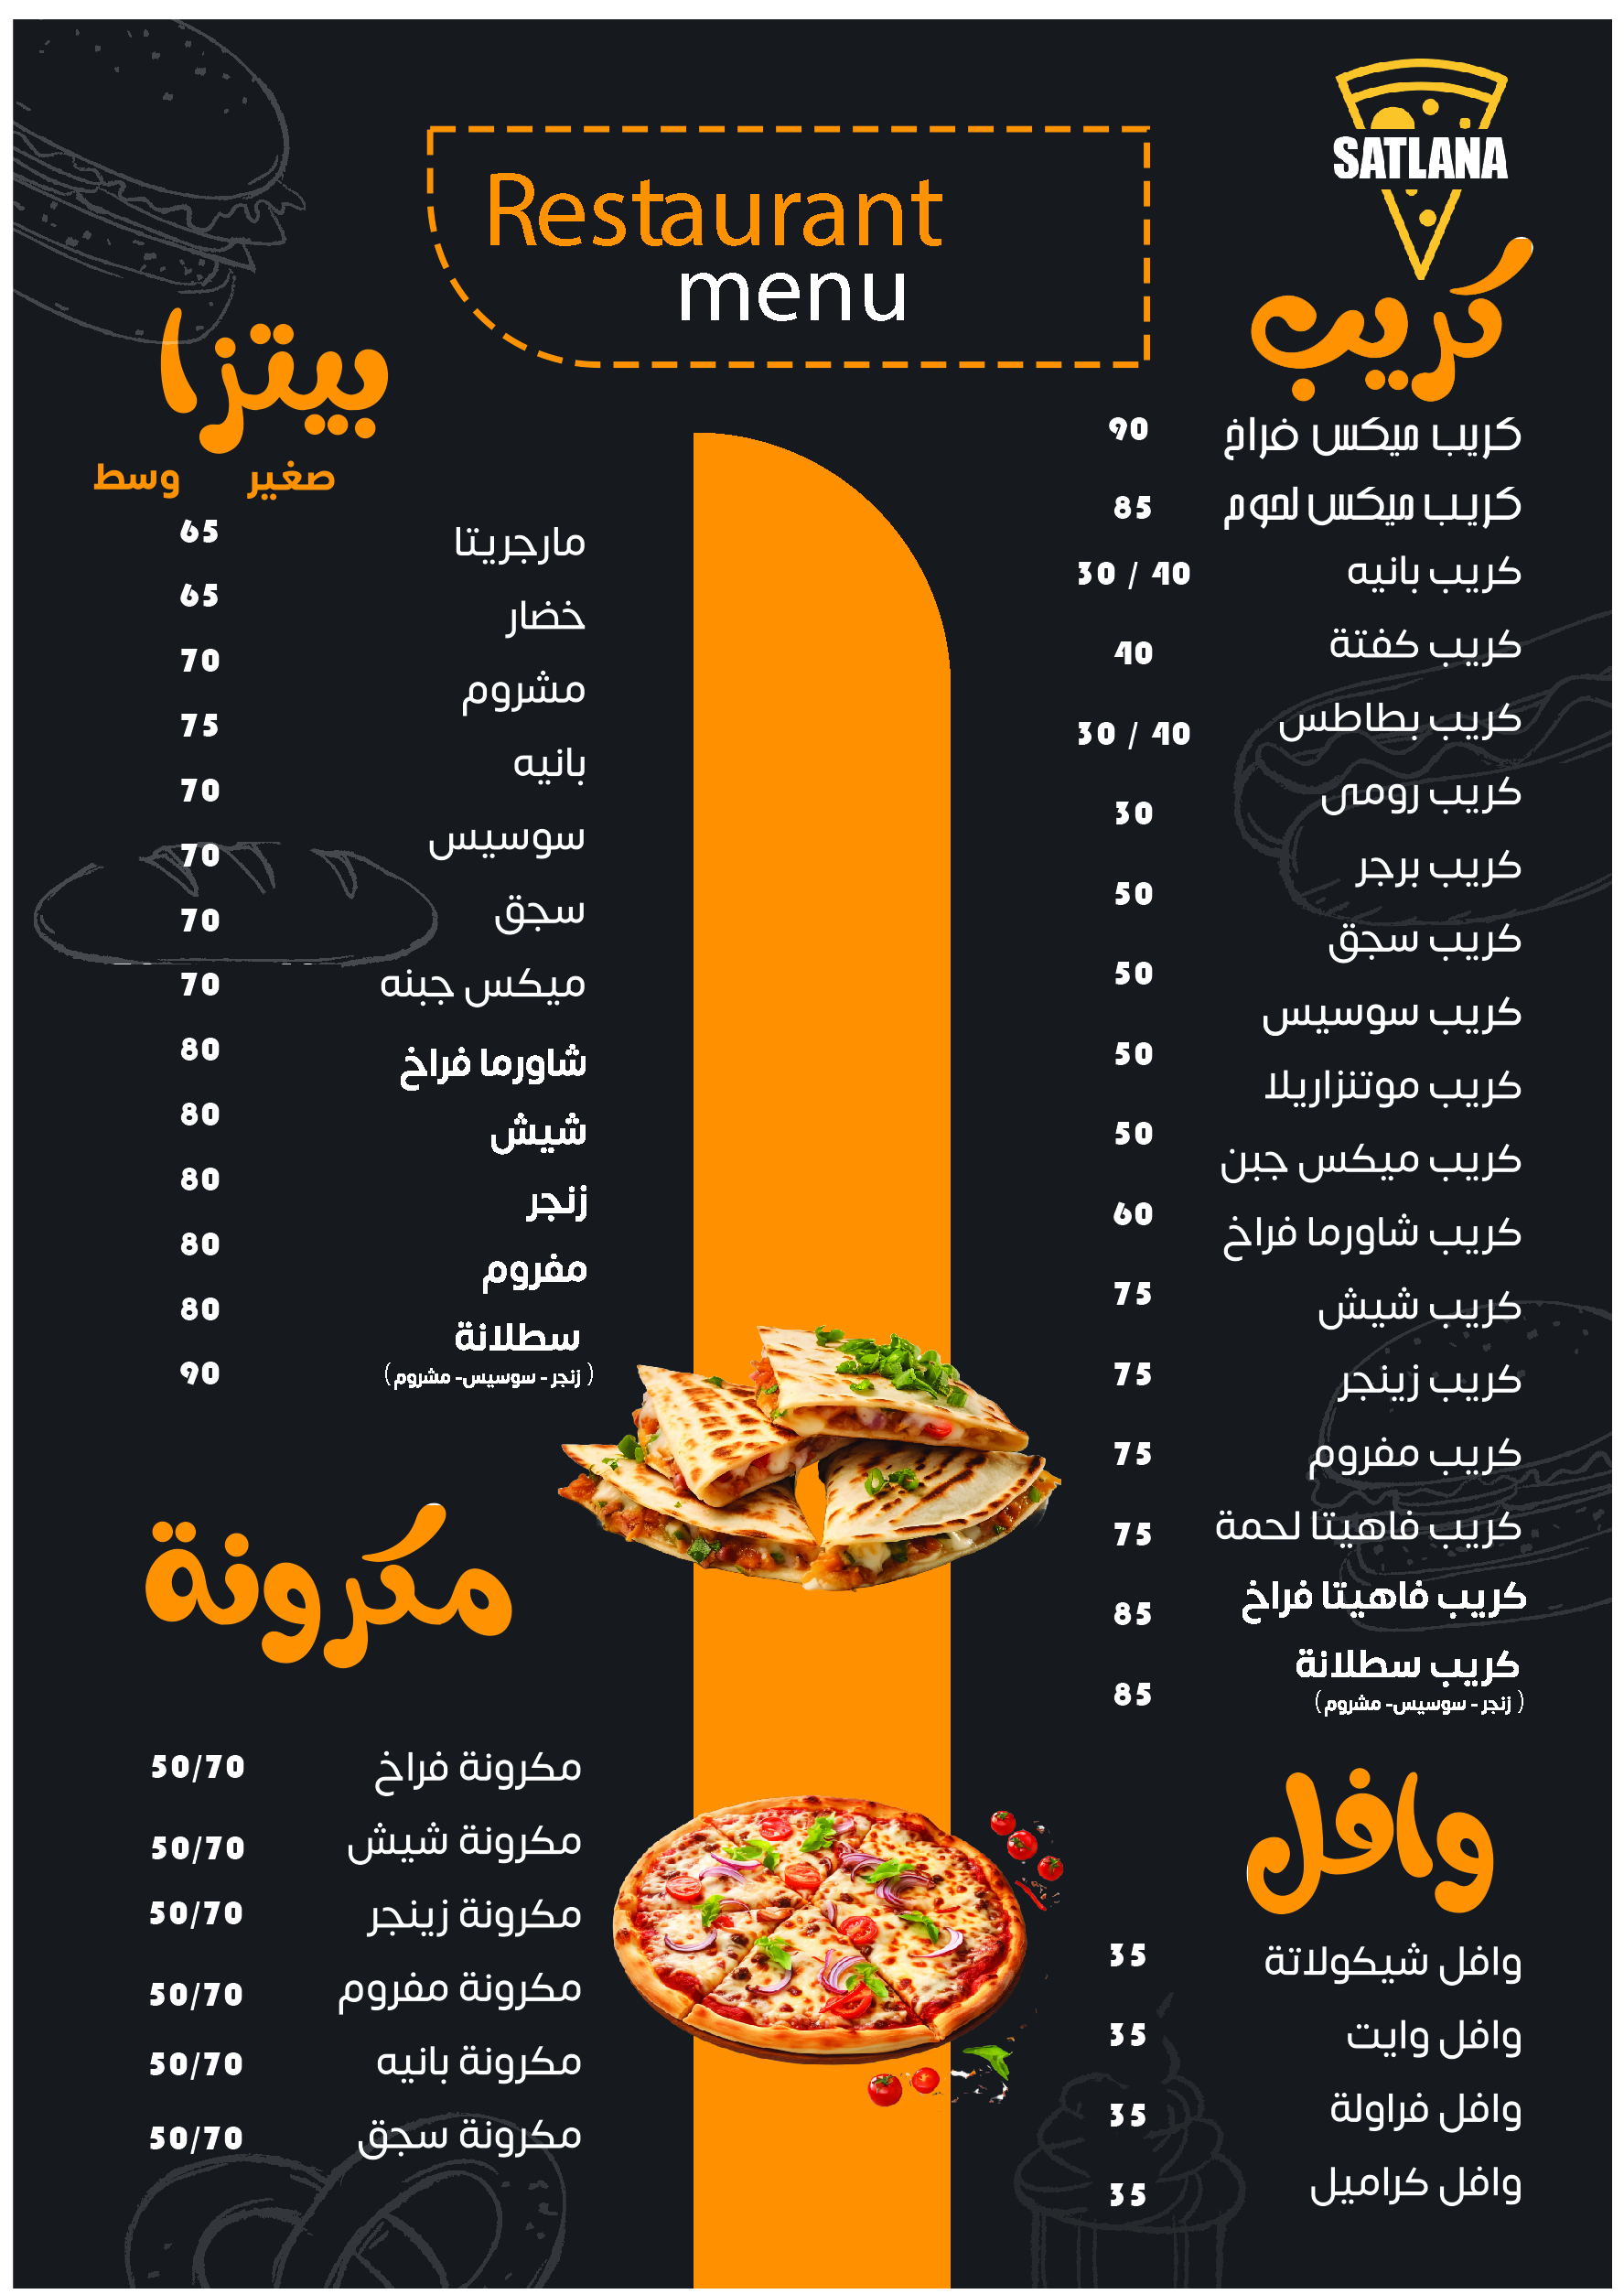 Restaurant
menu
SATLANA
كريب
كريب ميكس فراخ
كريب ميكس لحوم
كريب بانيه
كريب كفتة
كريب بطاطس
كريب رومى
كريب برجر
كريب سجق
كريب سوسيس
كريب موتنزاريلا
كريب ميكس جبن
كريب شاورما فراخ
كريب شيش
كريب زينجر
كريب مفروم
كريب فاهيتا لحمة
كريب فاهيتا فراخ
كريب سطلانة
( زنجر - سوسيس- مشروم )
90
85
30 / 40
40
30 / 40
30
50
50
50
50
60
75
75
75
75
85
85
وافل
وافل شيكولاتة 35
وافل وايت 35
وافل فراولة 35
وافل كراميل 35
بيتزا
صغير وسط
مارجريتا
خضار
مشروم
بانيه
سوسيس
سجق
ميكس جبنه
شاورما فراخ
شيش
زنجر
مفروم
سطلانة
( زنجر - سوسيس- مشروم )
65
65
70
75
70
70
70
70
80
80
80
80
80
90
مكرونة
مكرونة فراخ 50/70
مكرونة شيش 50/70
مكرونة زينجر 50/70
مكرونة مفروم 50/70
مكرونة بانيه 50/70
مكرونة سجق 50/70